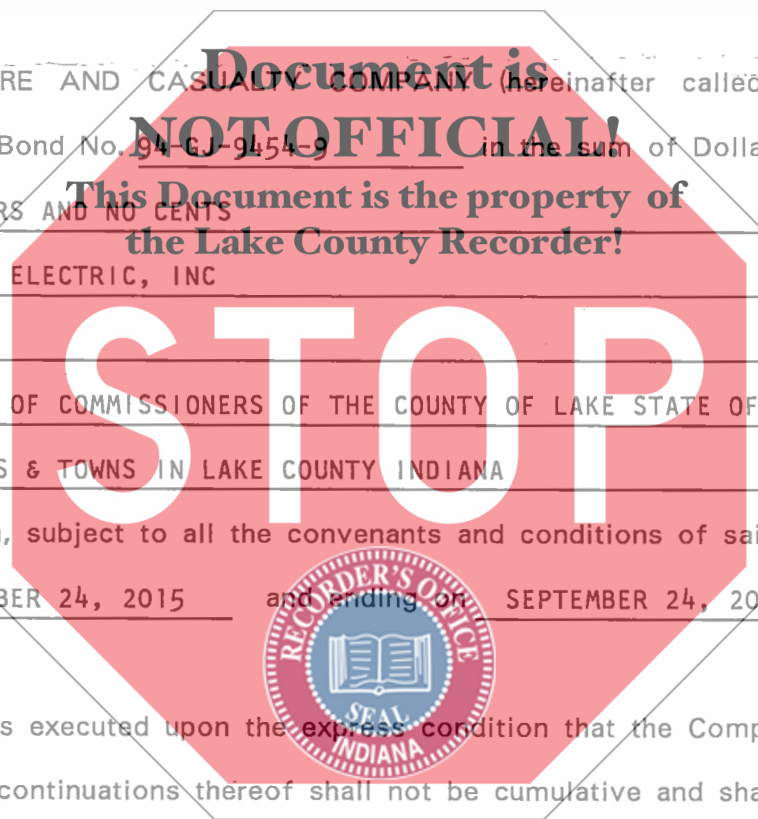 Document is
RE AND CASUALTY COMPANY (hereinafter called
NOT OFFICIAL!
Bond No. 94-GJ-9454-9 in the sum of Dolla
This Document is the property of
RS AND NO CENTS
the Lake County Recorder!
ELECTRIC, INC
STOP
OF COMMISSIONERS OF THE COUNTY OF LAKE STATE OF
S & TOWNS IN LAKE COUNTY INDIANA
, subject to all the convenants and conditions of sai
BER 24, 2015 and ending on SEPTEMBER 24, 20
RECORDER'S OFFICE
SEAL
INDIANA
s executed upon the express condition that the Comp
continuations thereof shall not be cumulative and sha